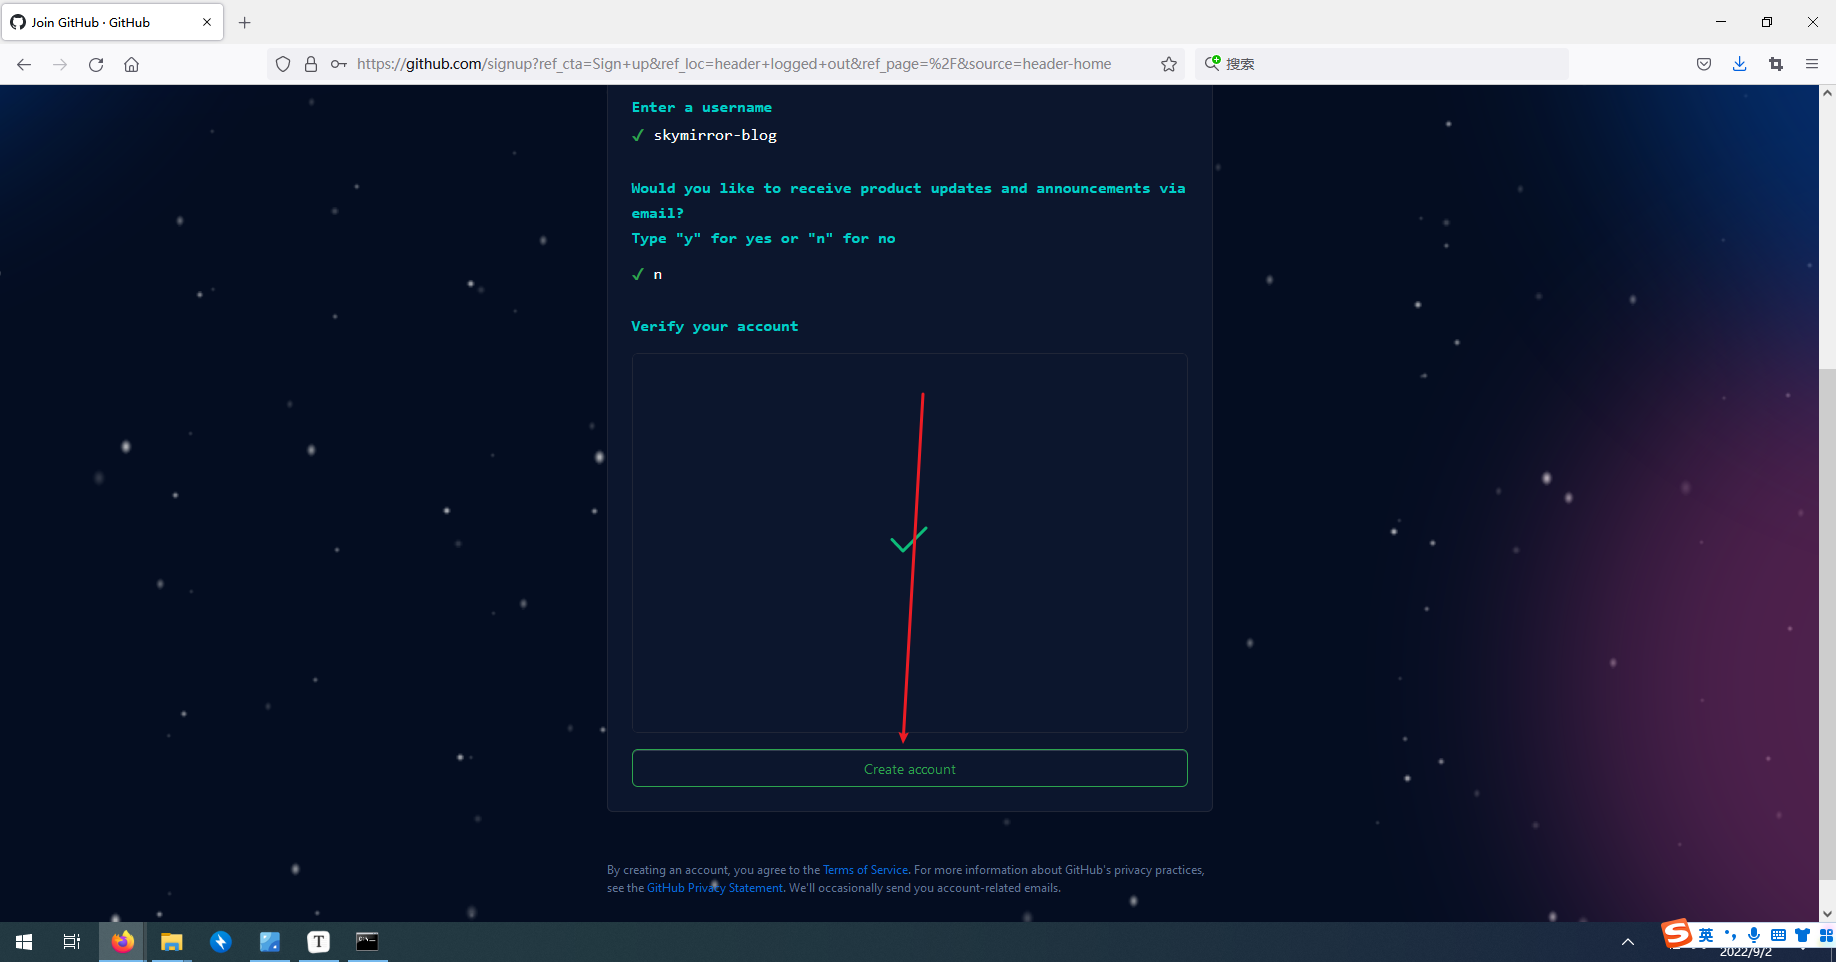 Join GitHub · GitHub
https://github.com/signup?ref_cta=Sign+up&ref_loc=header+logged+out&ref_page=%2F&source=header-home
搜索
Enter a username
skymirror-blog
Would you like to receive product updates and announcements via
email?
Type "y" for yes or "n" for no
n
Verify your account
Create account
By creating an account, you agree to the Terms of Service. For more information about GitHub's privacy practices,
see the GitHub Privacy Statement. We'll occasionally send you account-related emails.
T
S
英
2022/9/2